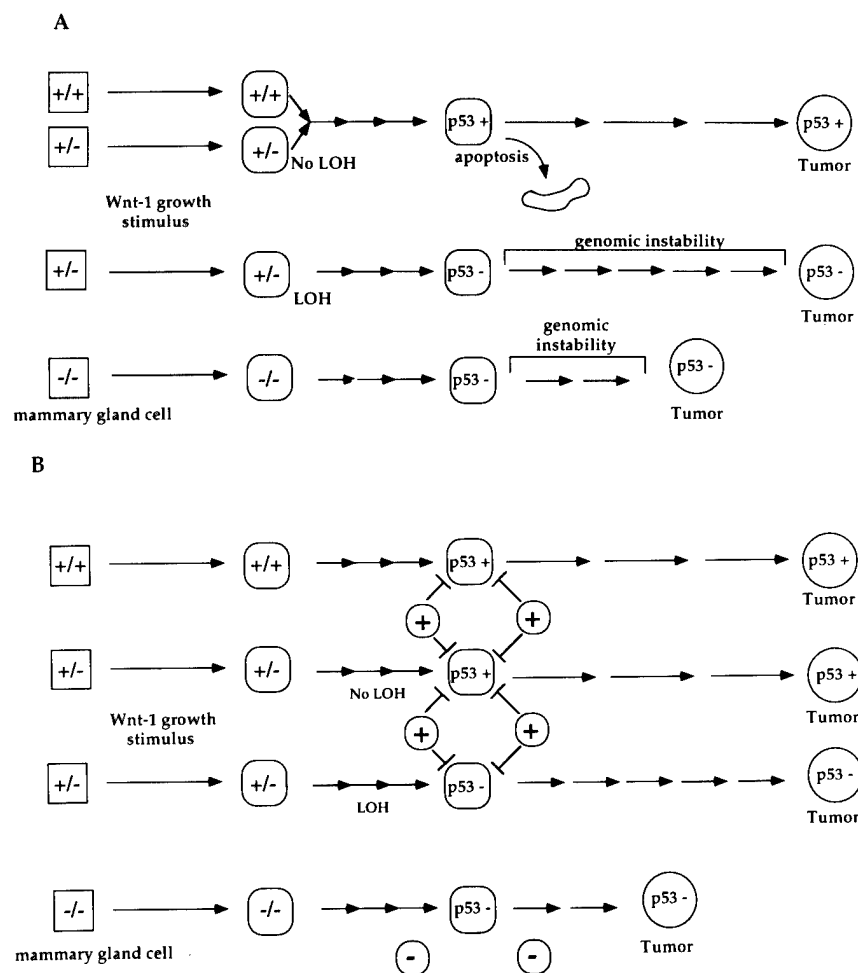 A
+/+
+/+
+/-
+/-
No LOH
p53 +
apoptosis
p53 +
Tumor
Wnt-1 growth
stimulus
genomic instability
+/-
+/-
LOH
p53 -
p53 -
Tumor
genomic
instability
-/-
-/-
p53 -
p53 -
Tumor
mammary gland cell
B
+/+
+/+
p53 +
p53 +
Tumor
+
+
+/-
+/-
No LOH
p53 +
p53 +
Tumor
Wnt-1 growth
stimulus
+
+
+/-
+/-
LOH
p53 -
p53 -
Tumor
-/-
-/-
p53 -
p53 -
Tumor
mammary gland cell
-
-